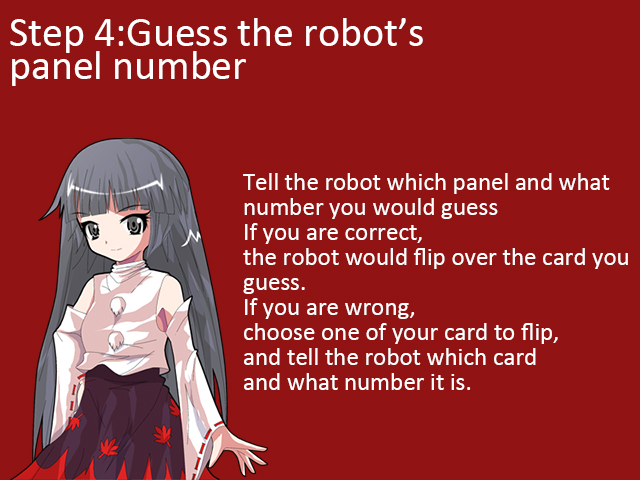 Step 4:Guess the robot’s
panel number
Tell the robot which panel and what
number you would guess
If you are correct,
the robot would flip over the card you
guess.
If you are wrong,
choose one of your card to flip,
and tell the robot which card
and what number it is.